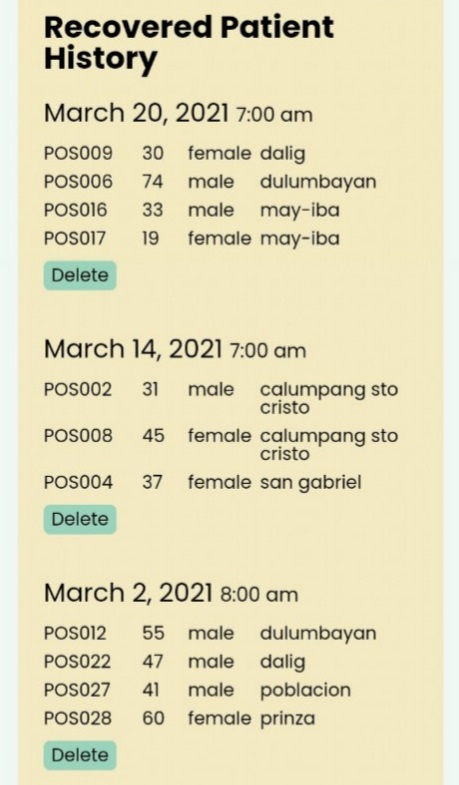 Recovered Patient
History
March 20, 2021 7:00 am
POS009 30 female dalig
POS006 74 male dulumbayan
POS016 33 male may-iba
POS017 19 female may-iba
Delete
March 14, 2021 7:00 am
POS002 31 male calumpang sto
cristo
POS008 45 female calumpang sto
cristo
POS004 37 female san gabriel
Delete
March 2, 2021 8:00 am
POS012 55 male dulumbayan
POS022 47 male dalig
POS027 41 male poblacion
POS028 60 female prinza
Delete